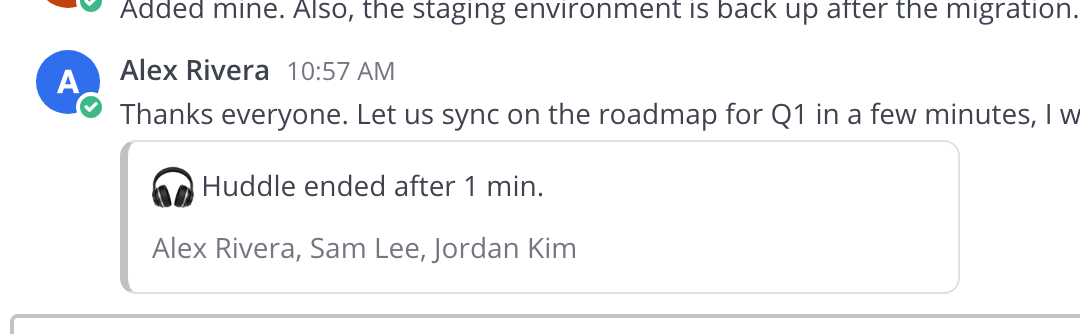 Added mine. Also, the staging environment is back up after the migration.
A
Alex Rivera 10:57 AM
Thanks everyone. Let us sync on the roadmap for Q1 in a few minutes, I w
Huddle ended after 1 min.
Alex Rivera, Sam Lee, Jordan Kim